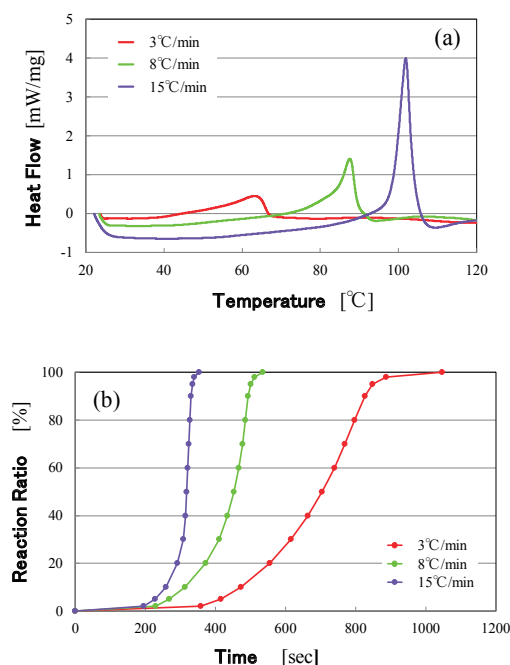 (a)
3℃/min
8℃/min
15℃/min
Heat Flow [mW/mg]
5
4
3
2
1
0
-1
20 40 60 80 100 120
Temperature [℃]
(b)
Reaction Ratio [%]
100
80
60
40
20
0
3℃/min
8℃/min
15℃/min
0 200 400 600 800 1000 1200
Time [sec]